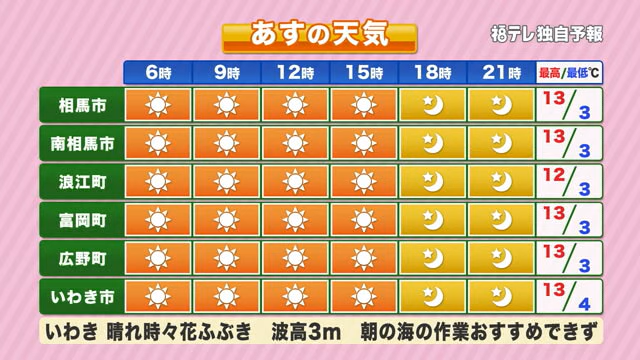 あすの天気
福テレ独自予報
6時 9時 12時 15時 18時 21時 最高/最低℃
相馬市 13/3
南相馬市 13/3
浪江町 12/3
富岡町 13/3
広野町 13/3
いわき市 13/4
いわき 晴れ時々花ふぶき 波高3m 朝の海の作業おすすめできず